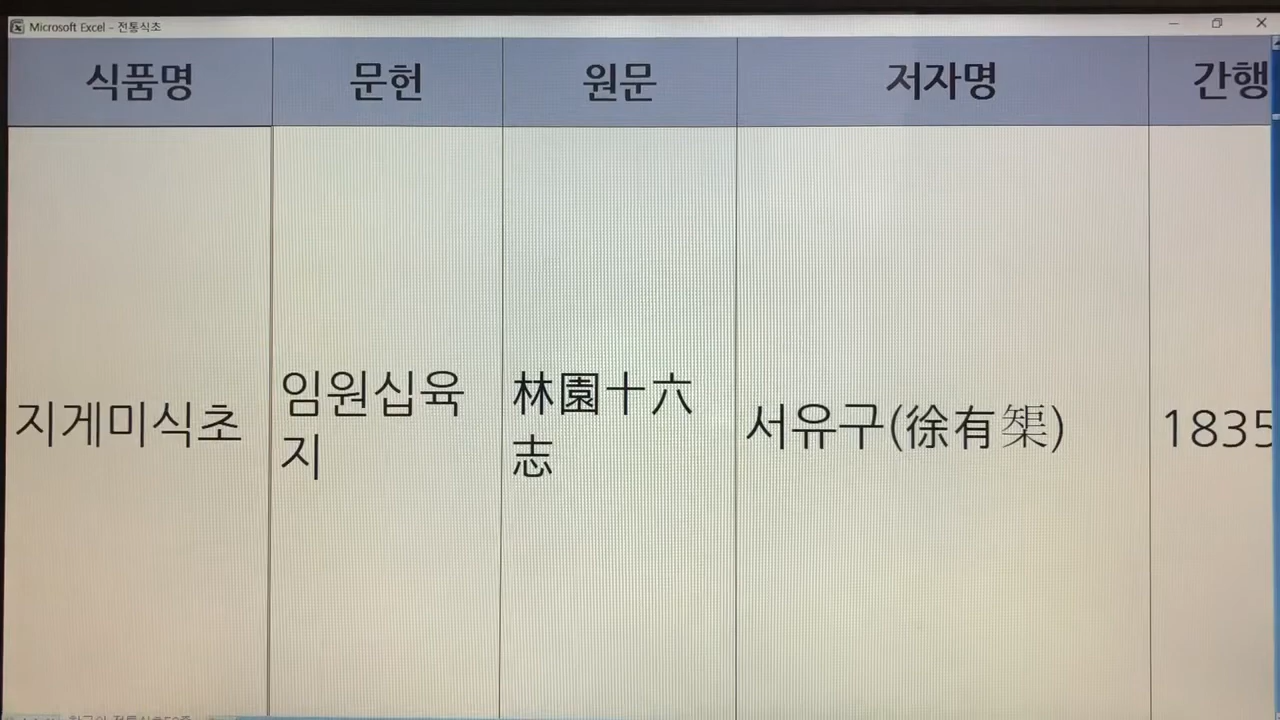 Microsoft Excel - 전통식초
식품명 문헌 원문 저자명 간행
지게미식초
임원십육
지
林園十六
志
서유구(徐有榘)
1835